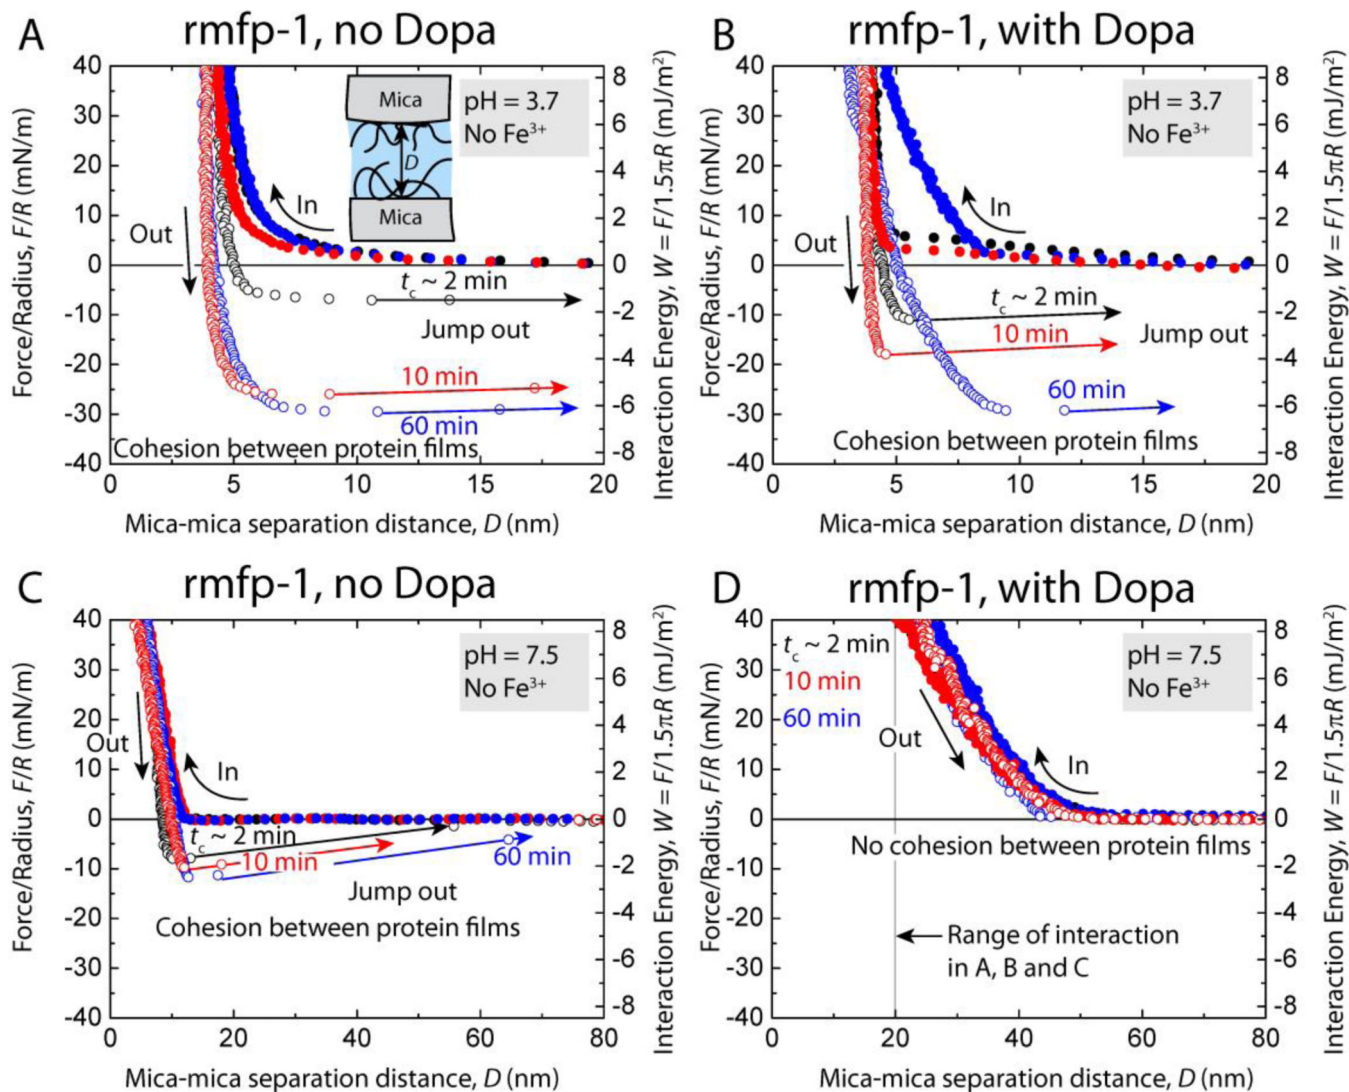 A
rmfp-1, no Dopa
Force/Radius, F/R (mN/m)
40
30
20
10
0
-10
-20
-30
-40
Mica
D
Mica
pH = 3.7
No Fe³⁺
In
Out
t_c ~ 2 min
Jump out
10 min
60 min
Cohesion between protein films
8
6
4
2
0
-2
-4
-6
-8
Interaction Energy, W = F/1.5πR (mJ/m²)
0 5 10 15 20
Mica-mica separation distance, D (nm)
B
rmfp-1, with Dopa
Force/Radius, F/R (mN/m)
40
30
20
10
0
-10
-20
-30
-40
pH = 3.7
No Fe³⁺
In
Out
t_c ~ 2 min
10 min
Jump out
60 min
Cohesion between protein films
8
6
4
2
0
-2
-4
-6
-8
Interaction Energy, W = F/1.5πR (mJ/m²)
0 5 10 15 20
Mica-mica separation distance, D (nm)
C
rmfp-1, no Dopa
Force/Radius, F/R (mN/m)
40
30
20
10
0
-10
-20
-30
-40
pH = 7.5
No Fe³⁺
Out
In
t_c ~ 2 min
10 min
60 min
Jump out
Cohesion between protein films
8
6
4
2
0
-2
-4
-6
-8
Interaction Energy, W = F/1.5πR (mJ/m²)
0 20 40 60 80
Mica-mica separation distance, D (nm)
D
rmfp-1, with Dopa
Force/Radius, F/R (mN/m)
40
30
20
10
0
-10
-20
-30
-40
t_c ~ 2 min
10 min
60 min
pH = 7.5
No Fe³⁺
Out
In
No cohesion between protein films
Range of interaction
in A, B and C
8
6
4
2
0
-2
-4
-6
-8
Interaction Energy, W = F/1.5πR (mJ/m²)
0 20 40 60 80
Mica-mica separation distance, D (nm)